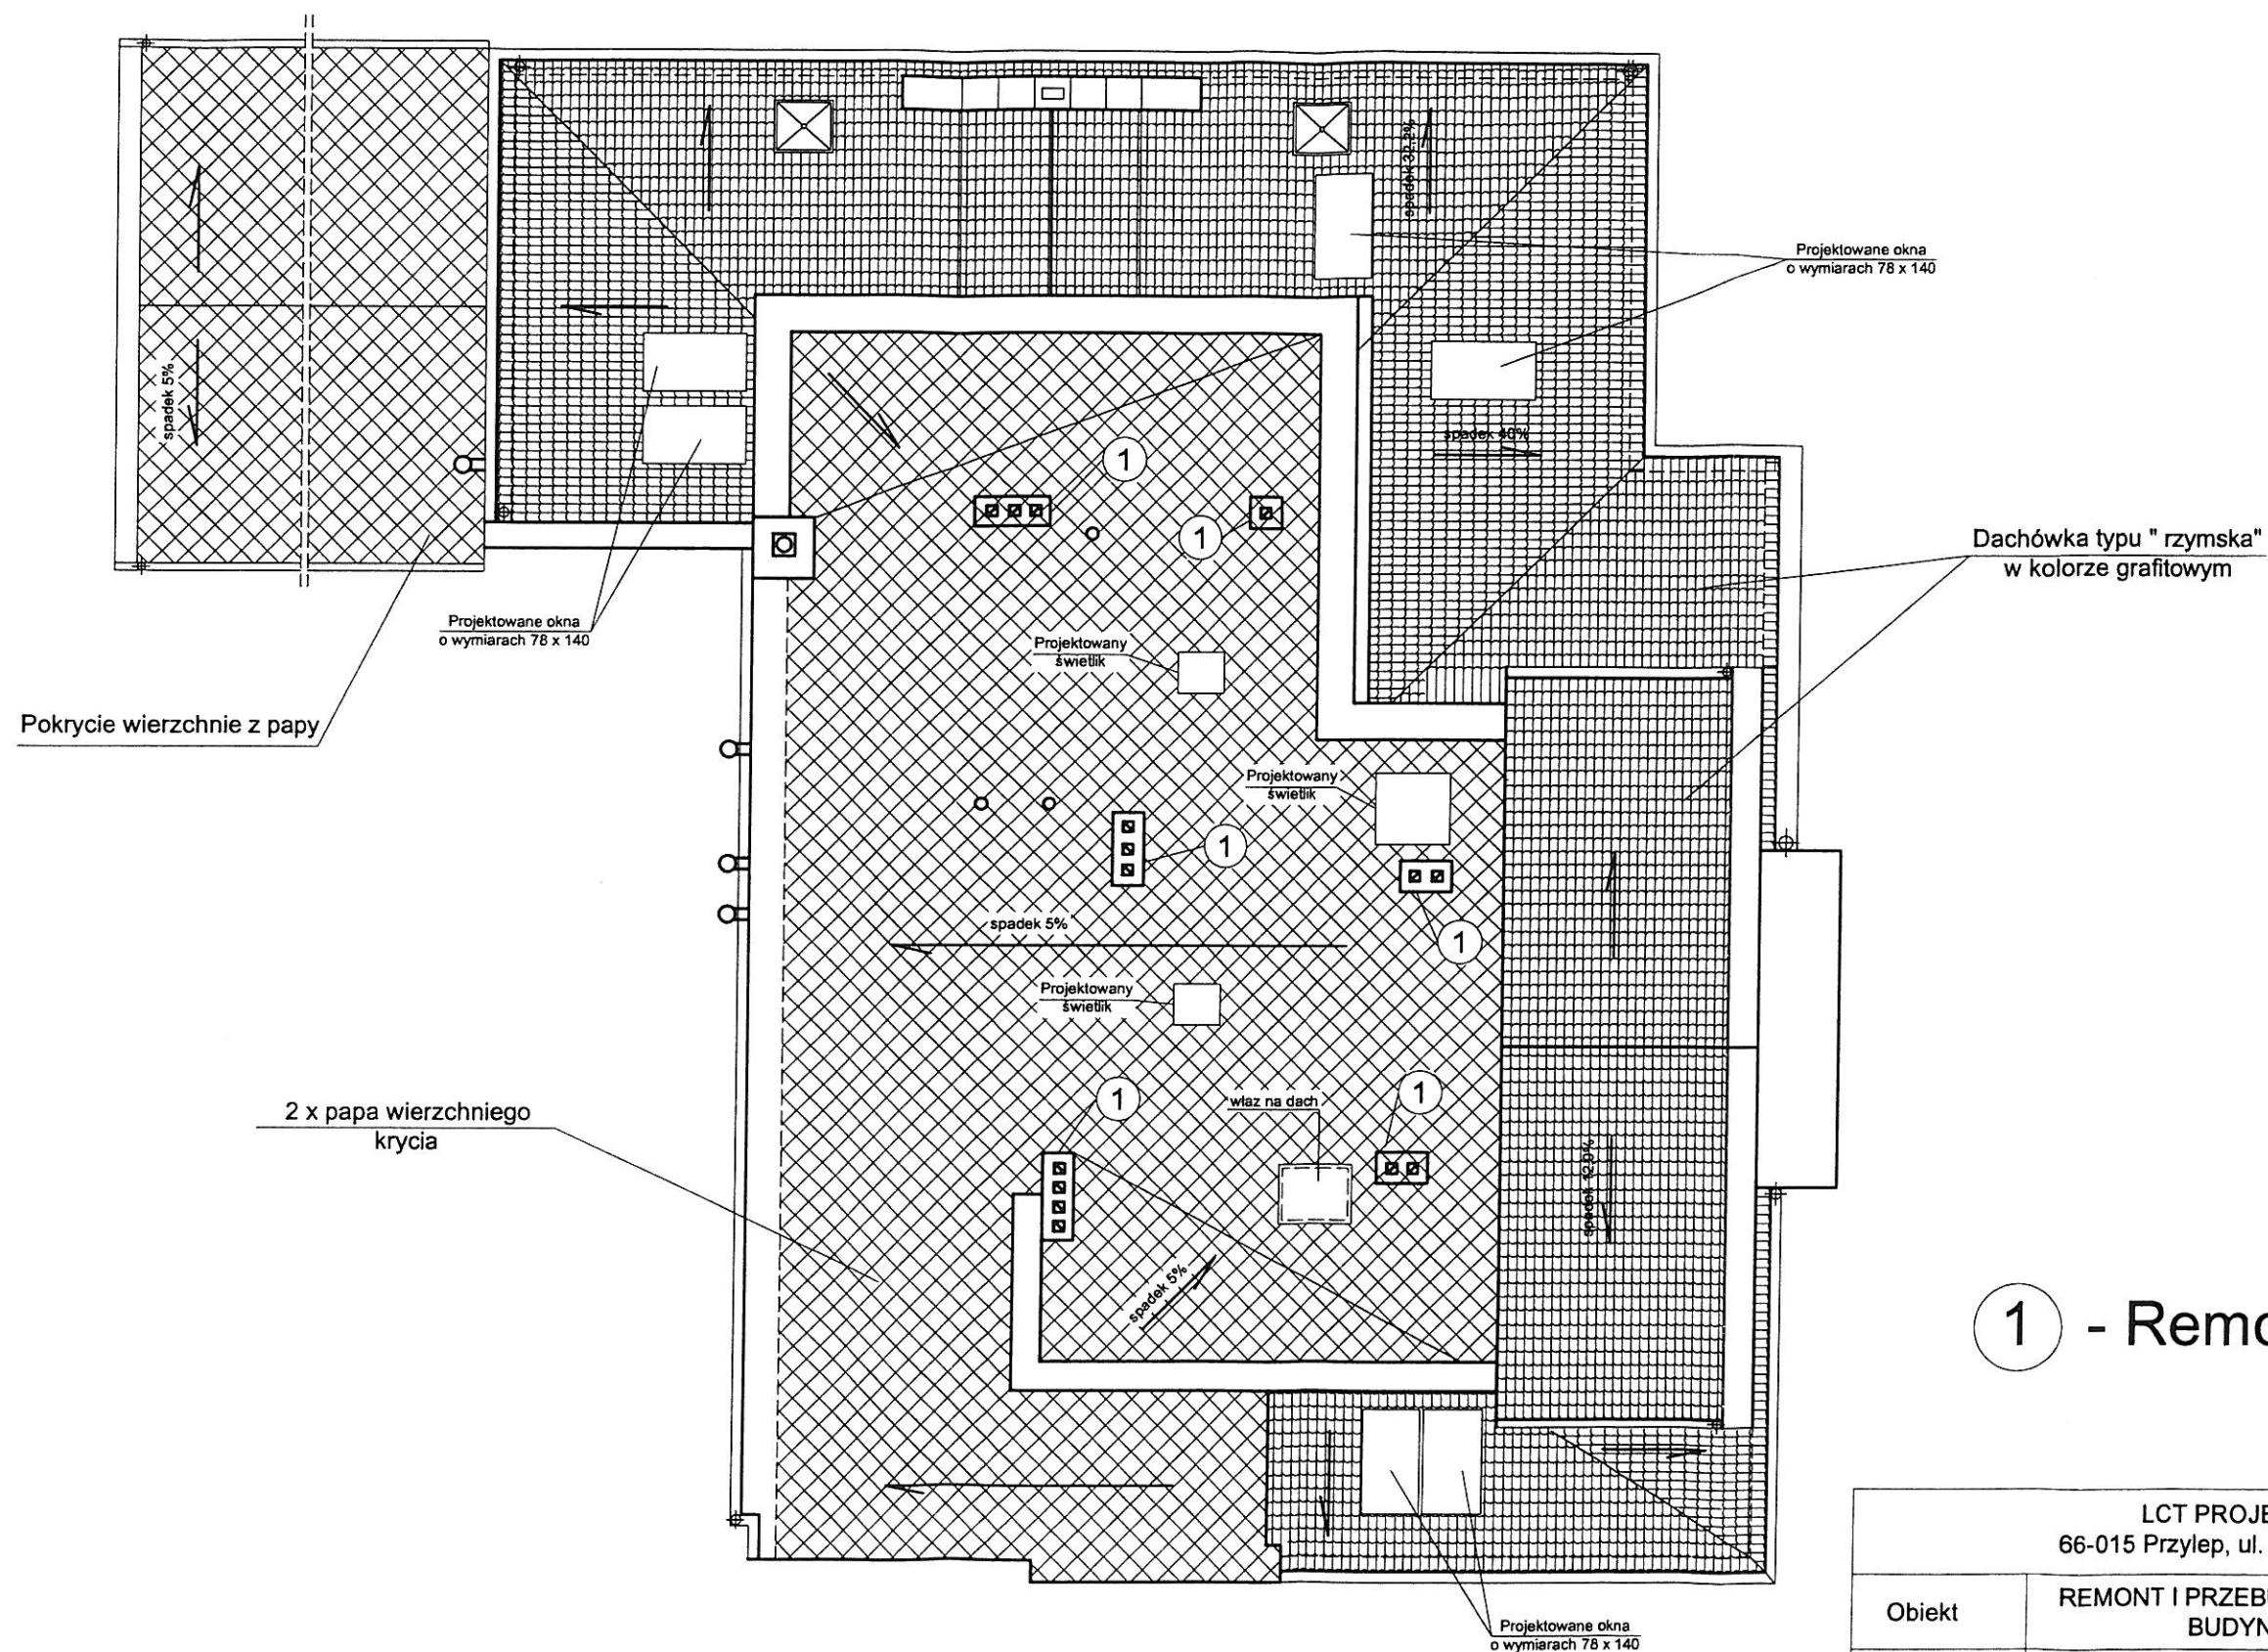 spadek 32,2%
Projektowane okna
o wymiarach 78 x 140
spadek 5%
spadek 40%
1
1
Dachówka typu " rzymska"
w kolorze grafitowym
Projektowane okna
o wymiarach 78 x 140
Projektowany
świetlik
Pokrycie wierzchnie z papy
Projektowany
świetlik
1
spadek 5%
1
Projektowany
świetlik
2 x papa wierzchniego
krycia
1
właz na dach
1
spadek 12,0%
spadek 5%
1 - Remo
LCT PROJE
66-015 Przylep, ul.
Obiekt
REMONT I PRZEB
BUDYN
Projektowane okna
o wymiarach 78 x 140